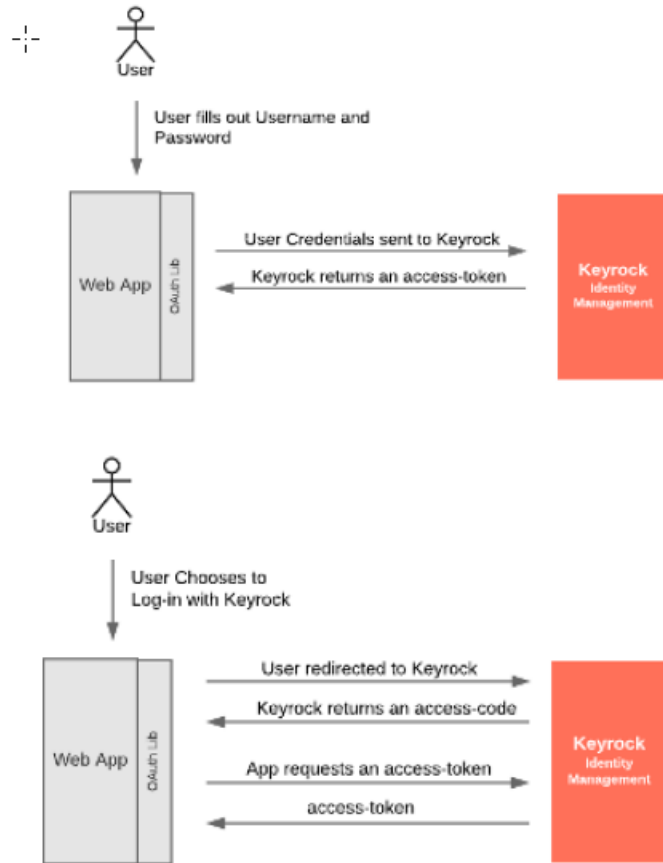 User
User fills out Username and
Password
Web App
OAuth Lib
User Credentials sent to Keyrock
Keyrock returns an access-token
Keyrock
Identity
Management
User
User Chooses to
Log-in with Keyrock
Web App
OAuth Lib
User redirected to Keyrock
Keyrock returns an access-code
App requests an access-token
access-token
Keyrock
Identity
Management